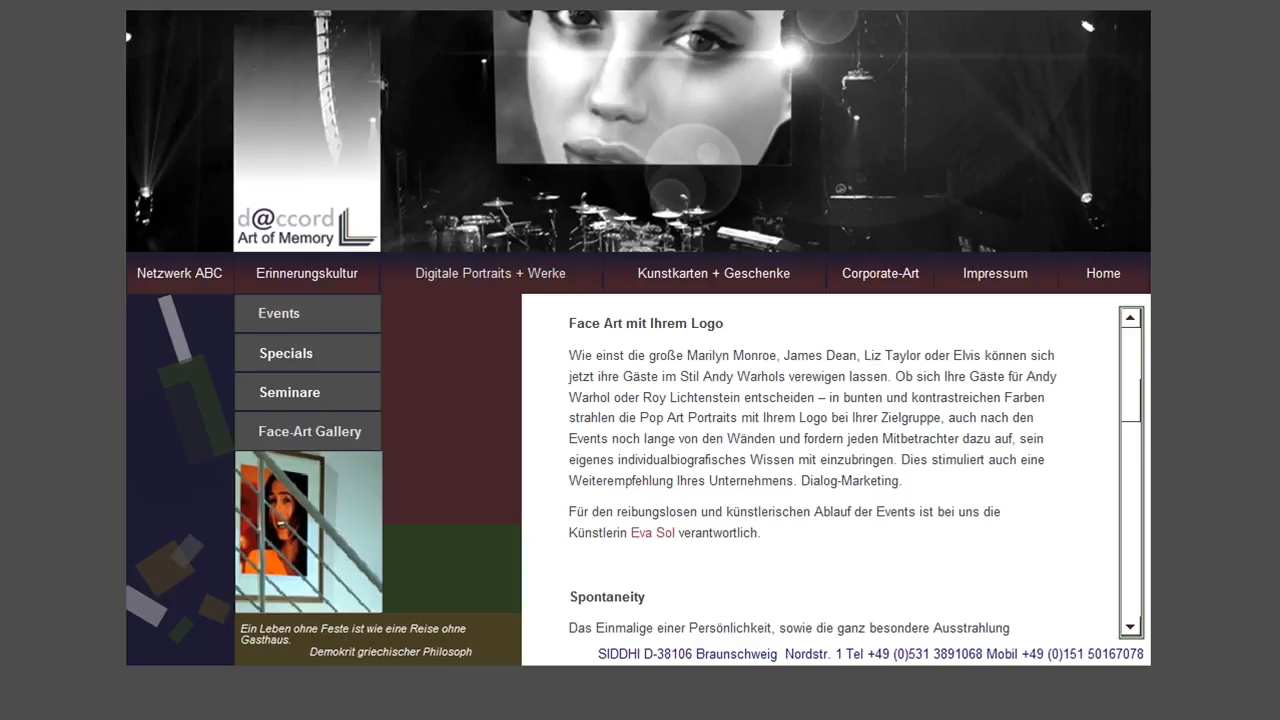 d@ccord
Art of Memory
Netzwerk ABC
Erinnerungskultur
Digitale Portraits + Werke
Kunstkarten + Geschenke
Corporate-Art
Impressum
Home
Events
Specials
Seminare
Face-Art Gallery
Ein Leben ohne Feste ist wie eine Reise ohne
Gasthaus.
Demokrit griechischer Philosoph
Face Art mit Ihrem Logo
Wie einst die große Marilyn Monroe, James Dean, Liz Taylor oder Elvis können sich
jetzt ihre Gäste im Stil Andy Warhols verewigen lassen. Ob sich Ihre Gäste für Andy
Warhol oder Roy Lichtenstein entscheiden – in bunten und kontrastreichen Farben
strahlen die Pop Art Portraits mit Ihrem Logo bei Ihrer Zielgruppe, auch nach den
Events noch lange von den Wänden und fordern jeden Mitbetrachter dazu auf, sein
eigenes individualbiografisches Wissen mit einzubringen. Dies stimuliert auch eine
Weiterempfehlung Ihres Unternehmens. Dialog-Marketing.
Für den reibungslosen und künstlerischen Ablauf der Events ist bei uns die
Künstlerin Eva Sol verantwortlich.
Spontaneity
Das Einmalige einer Persönlichkeit, sowie die ganz besondere Ausstrahlung
SIDDHI D-38106 Braunschweig Nordstr. 1 Tel +49 (0)531 3891068 Mobil +49 (0)151 50167078